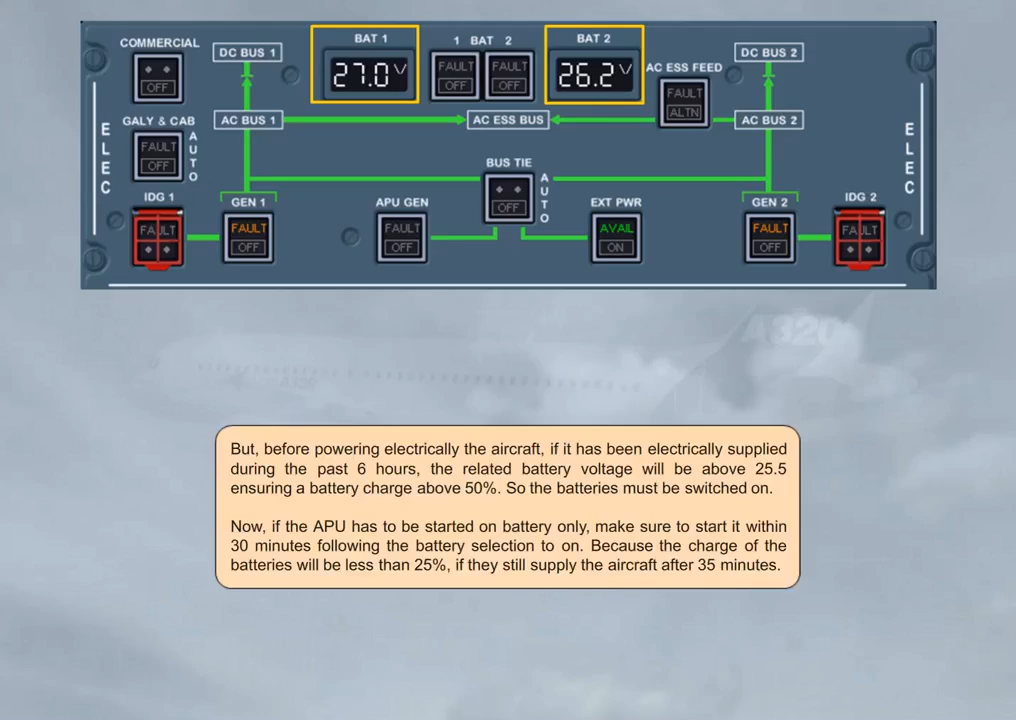 COMMERCIAL
OFF
DC BUS 1
BAT 1
27.0 V
1 BAT 2
FAULT
OFF
FAULT
OFF
BAT 2
26.2 V
AC ESS FEED
FAULT
ALTN
DC BUS 2
AC BUS 1
AC ESS BUS
AC BUS 2
GALY & CAB
FAULT
OFF
AUTO
ELEC
ELEC
BUS TIE
OFF
AUTO
IDG 1
FAULT
GEN 1
FAULT
OFF
APU GEN
FAULT
OFF
EXT PWR
AVAIL
ON
GEN 2
FAULT
OFF
IDG 2
FAULT
A320
But, before powering electrically the aircraft, if it has been electrically supplied
during the past 6 hours, the related battery voltage will be above 25.5
ensuring a battery charge above 50%. So the batteries must be switched on.
Now, if the APU has to be started on battery only, make sure to start it within
30 minutes following the battery selection to on. Because the charge of the
batteries will be less than 25%, if they still supply the aircraft after 35 minutes.